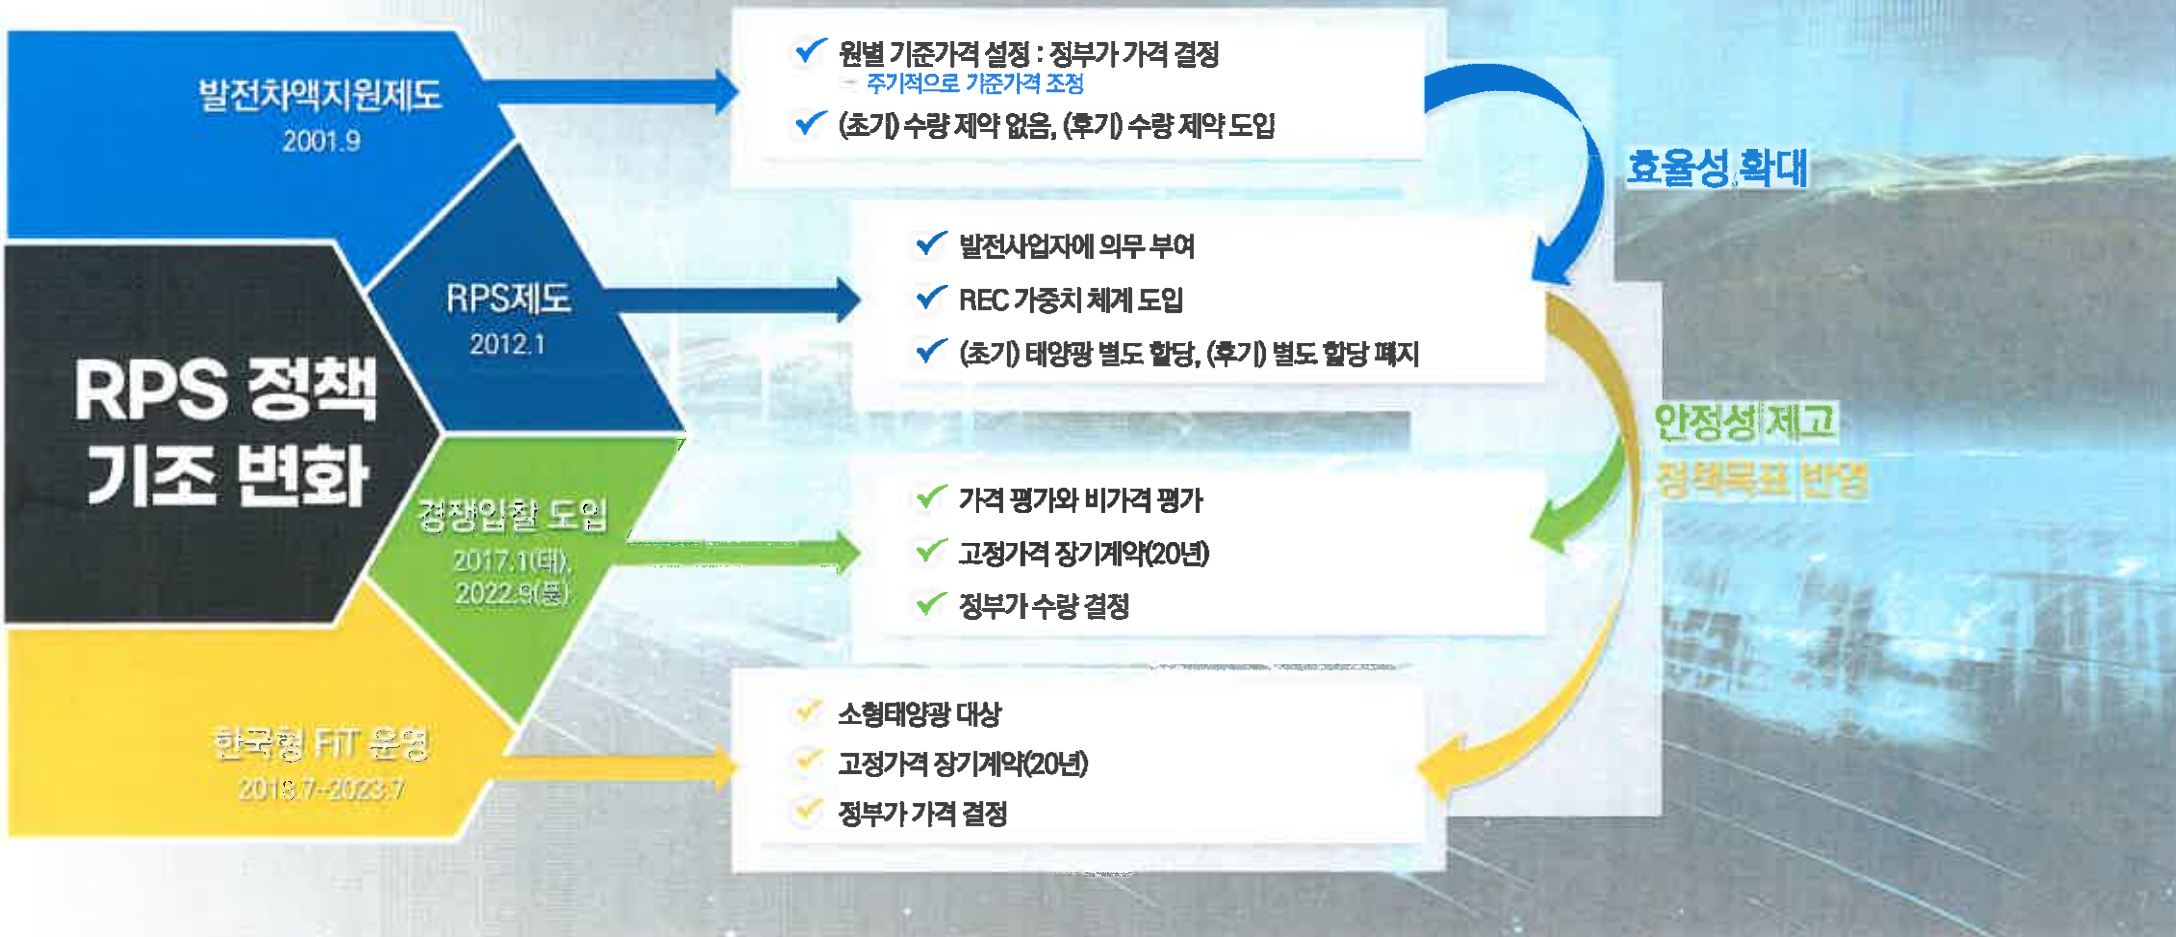 발전차액지원제도
2001.9
✓ 원별 기준가격 설정 : 정부가 가격 결정
– 주기적으로 기준가격 조정
✓ (초기) 수량 제약 없음, (후기) 수량 제약 도입
효율성 확대
RPS제도
2012.1
✓ 발전사업자에 의무 부여
✓ REC 가중치 체계 도입
✓ (초기) 태양광 별도 할당, (후기) 별도 할당 폐지
RPS 정책
기조 변화
안정성 제고
정책목표 반영
경쟁입찰 도입
2017.1(태),
2022.9(풍)
✓ 가격 평가와 비가격 평가
✓ 고정가격 장기계약(20년)
✓ 정부가 수량 결정
한국형 FIT 운영
2018.7~2023.7
✓ 소형태양광 대상
✓ 고정가격 장기계약(20년)
✓ 정부가 가격 결정